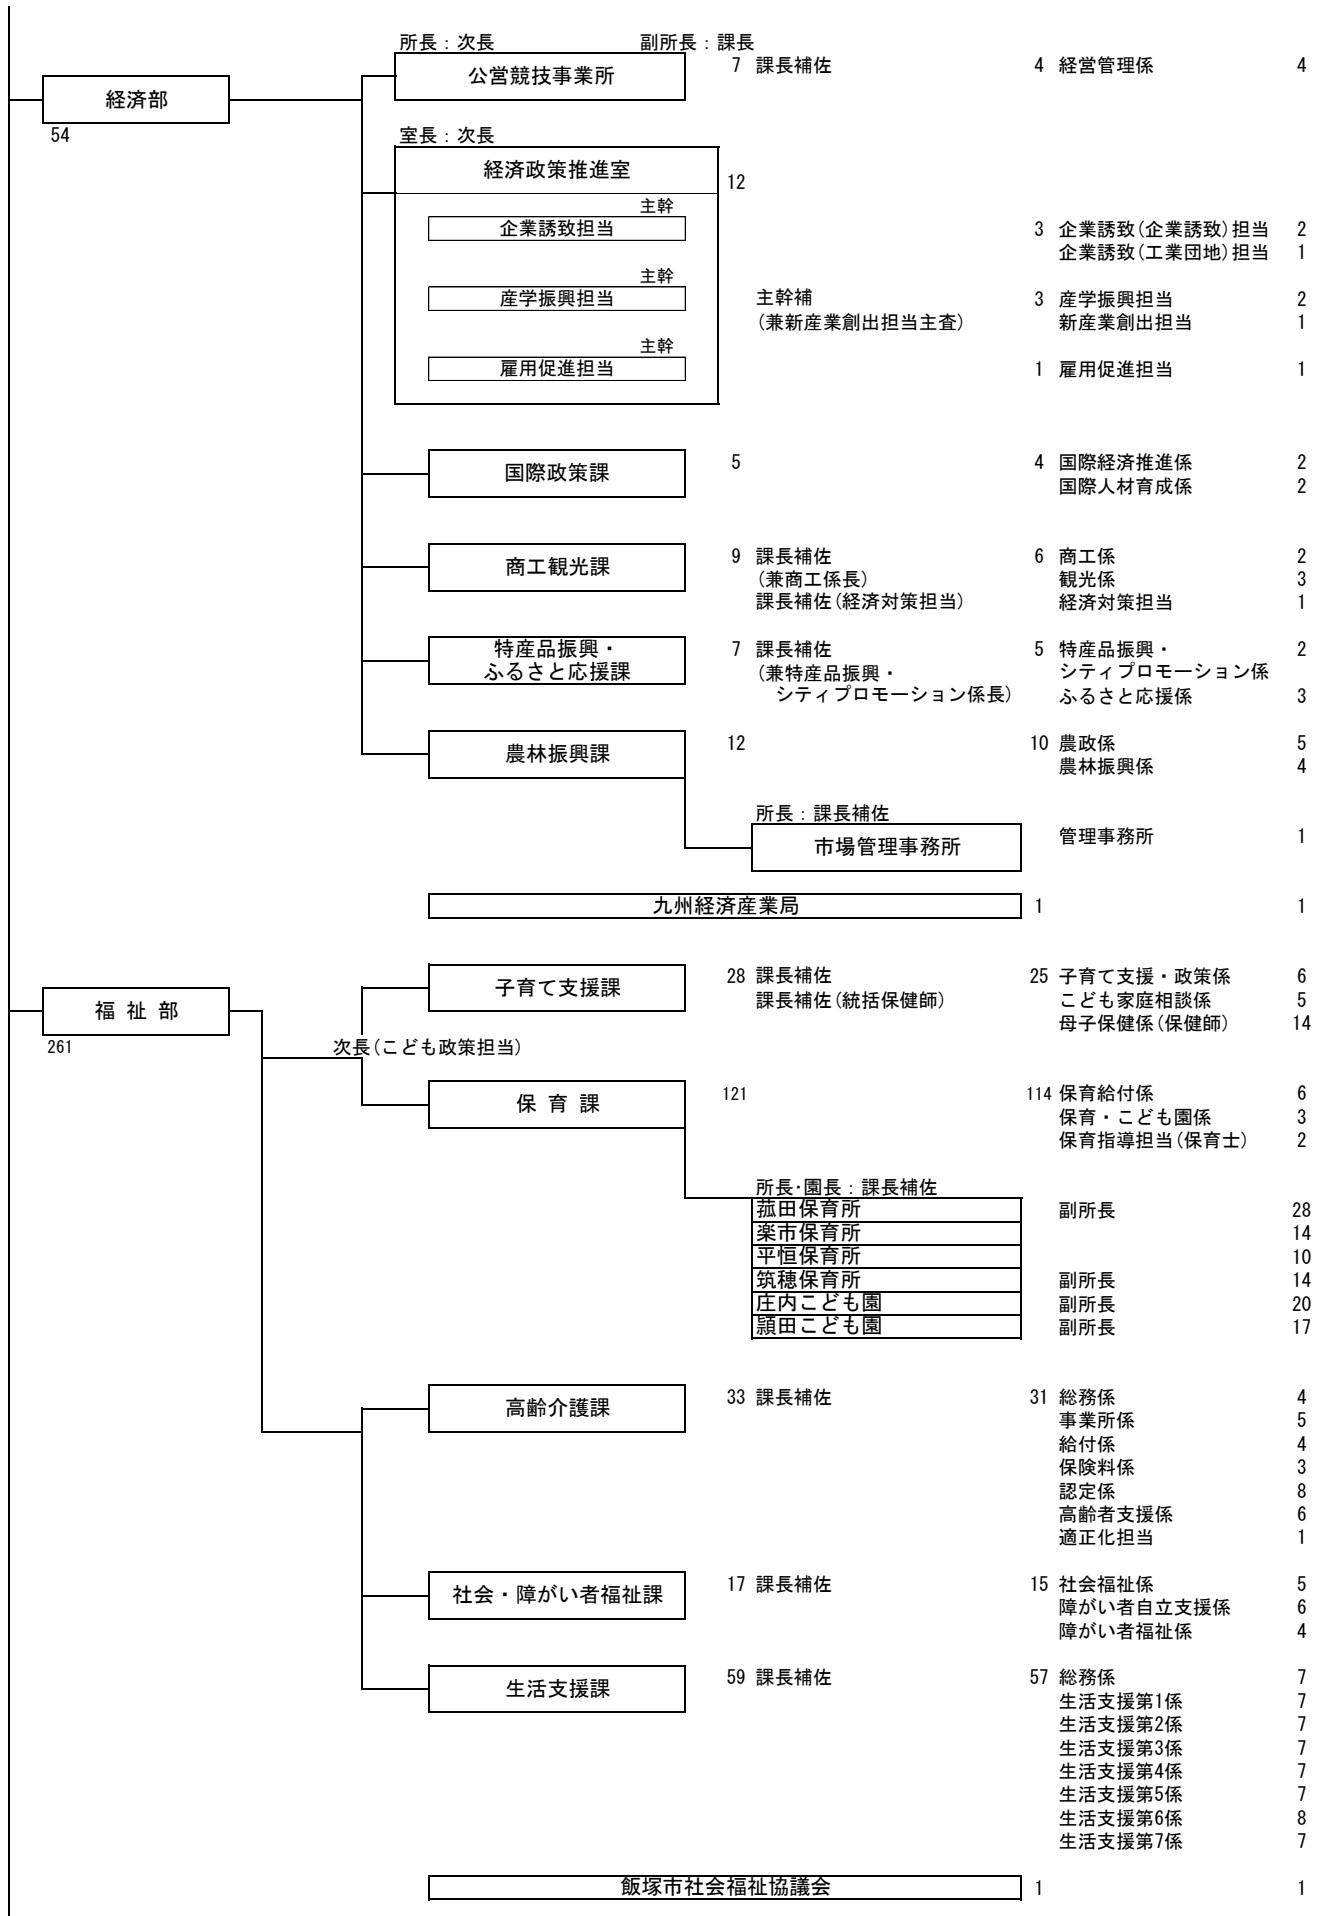 所長：次長 副所長：課長
公営競技事業所 7 課長補佐 4 経営管理係 4
経済部
54
室長：次長
経済政策推進室 12
主幹
企業誘致担当 3 企業誘致(企業誘致)担当 2
企業誘致(工業団地)担当 1
主幹
産学振興担当 主幹補 3 産学振興担当 2
(兼新産業創出担当主査) 新産業創出担当 1
主幹
雇用促進担当 1 雇用促進担当 1
国際政策課 5 4 国際経済推進係 2
国際人材育成係 2
商工観光課 9 課長補佐 6 商工係 2
(兼商工係長) 観光係 3
課長補佐(経済対策担当) 経済対策担当 1
特産品振興・ 7 課長補佐 5 特産品振興・ 2
ふるさと応援課 (兼特産品振興・ シティプロモーション係
シティプロモーション係長) ふるさと応援係 3
農林振興課 12 10 農政係 5
農林振興係 4
所長：課長補佐
市場管理事務所 管理事務所 1
九州経済産業局 1 1
子育て支援課 28 課長補佐 25 子育て支援・政策係 6
福 祉 部 課長補佐(統括保健師) こども家庭相談係 5
母子保健係(保健師) 14
261
次長(こども政策担当)
保 育 課 121 114 保育給付係 6
保育・こども園係 3
保育指導担当(保育士) 2
所長･園長：課長補佐
菰田保育所 副所長 28
楽市保育所 14
平恒保育所 10
筑穂保育所 副所長 14
庄内こども園 副所長 20
頴田こども園 副所長 17
高齢介護課 33 課長補佐 31 総務係 4
事業所係 5
給付係 4
保険料係 3
認定係 8
高齢者支援係 6
適正化担当 1
社会・障がい者福祉課 17 課長補佐 15 社会福祉係 5
障がい者自立支援係 6
障がい者福祉係 4
生活支援課 59 課長補佐 57 総務係 7
生活支援第1係 7
生活支援第2係 7
生活支援第3係 7
生活支援第4係 7
生活支援第5係 7
生活支援第6係 8
生活支援第7係 7
飯塚市社会福祉協議会 1 1